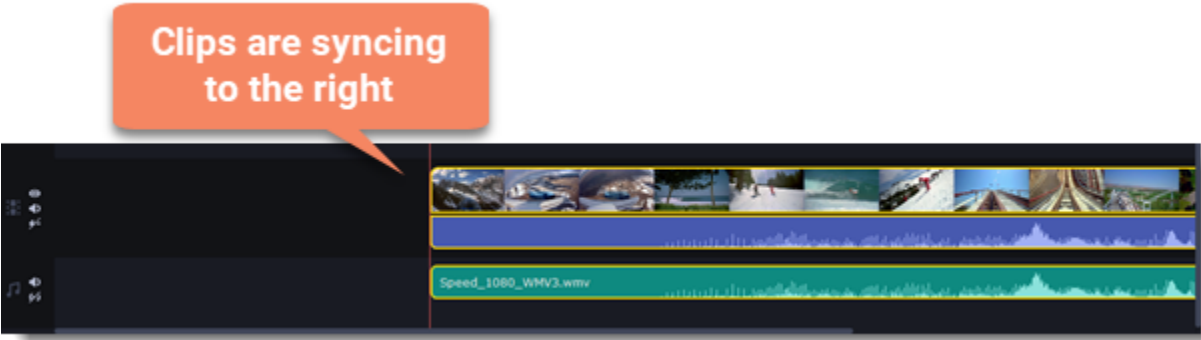 Clips are syncing
to the right
Speed_1080_WMV3.wmv